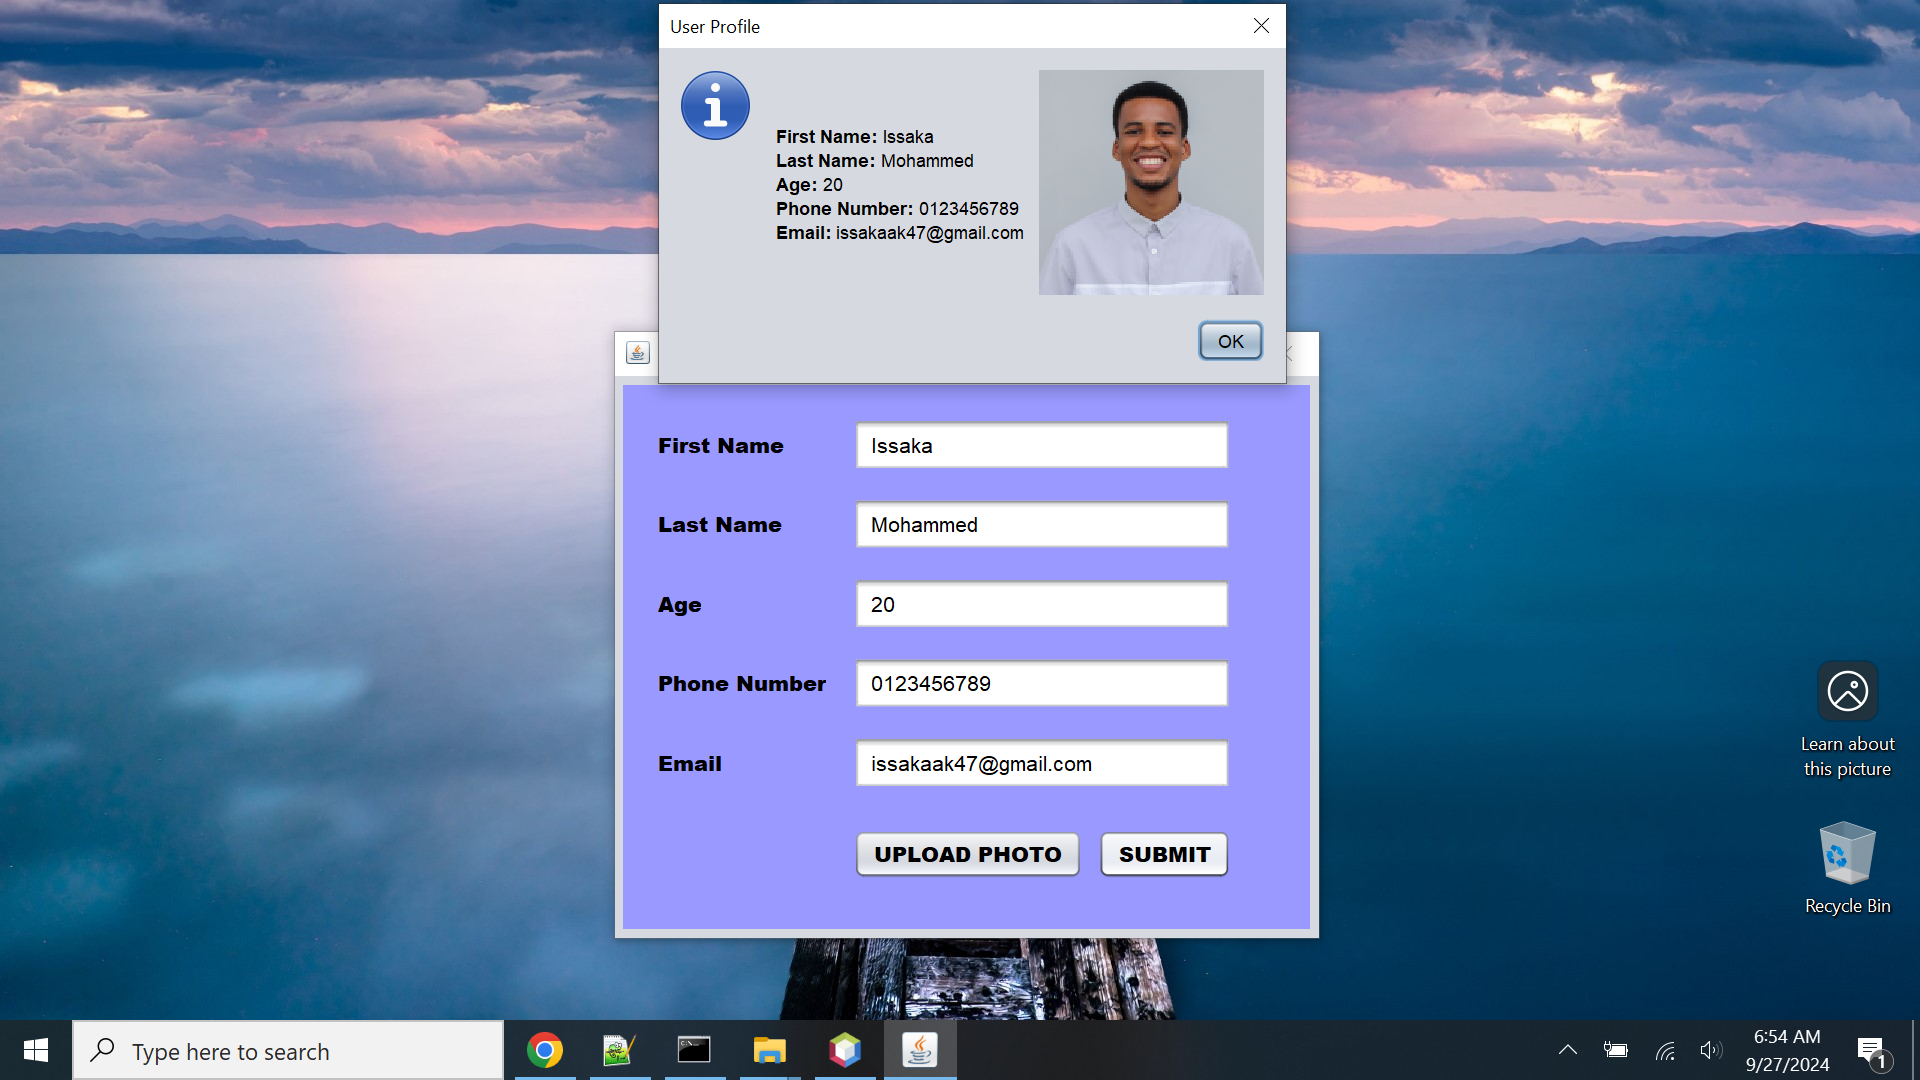 User Profile
First Name: Issaka
Last Name: Mohammed
Age: 20
Phone Number: 0123456789
Email: issakaak47@gmail.com
OK
First Name Issaka
Last Name Mohammed
Age 20
Phone Number 0123456789
Email issakaak47@gmail.com
UPLOAD PHOTO SUBMIT
Learn about
this picture
Recycle Bin
Type here to search
6:54 AM
9/27/2024
1